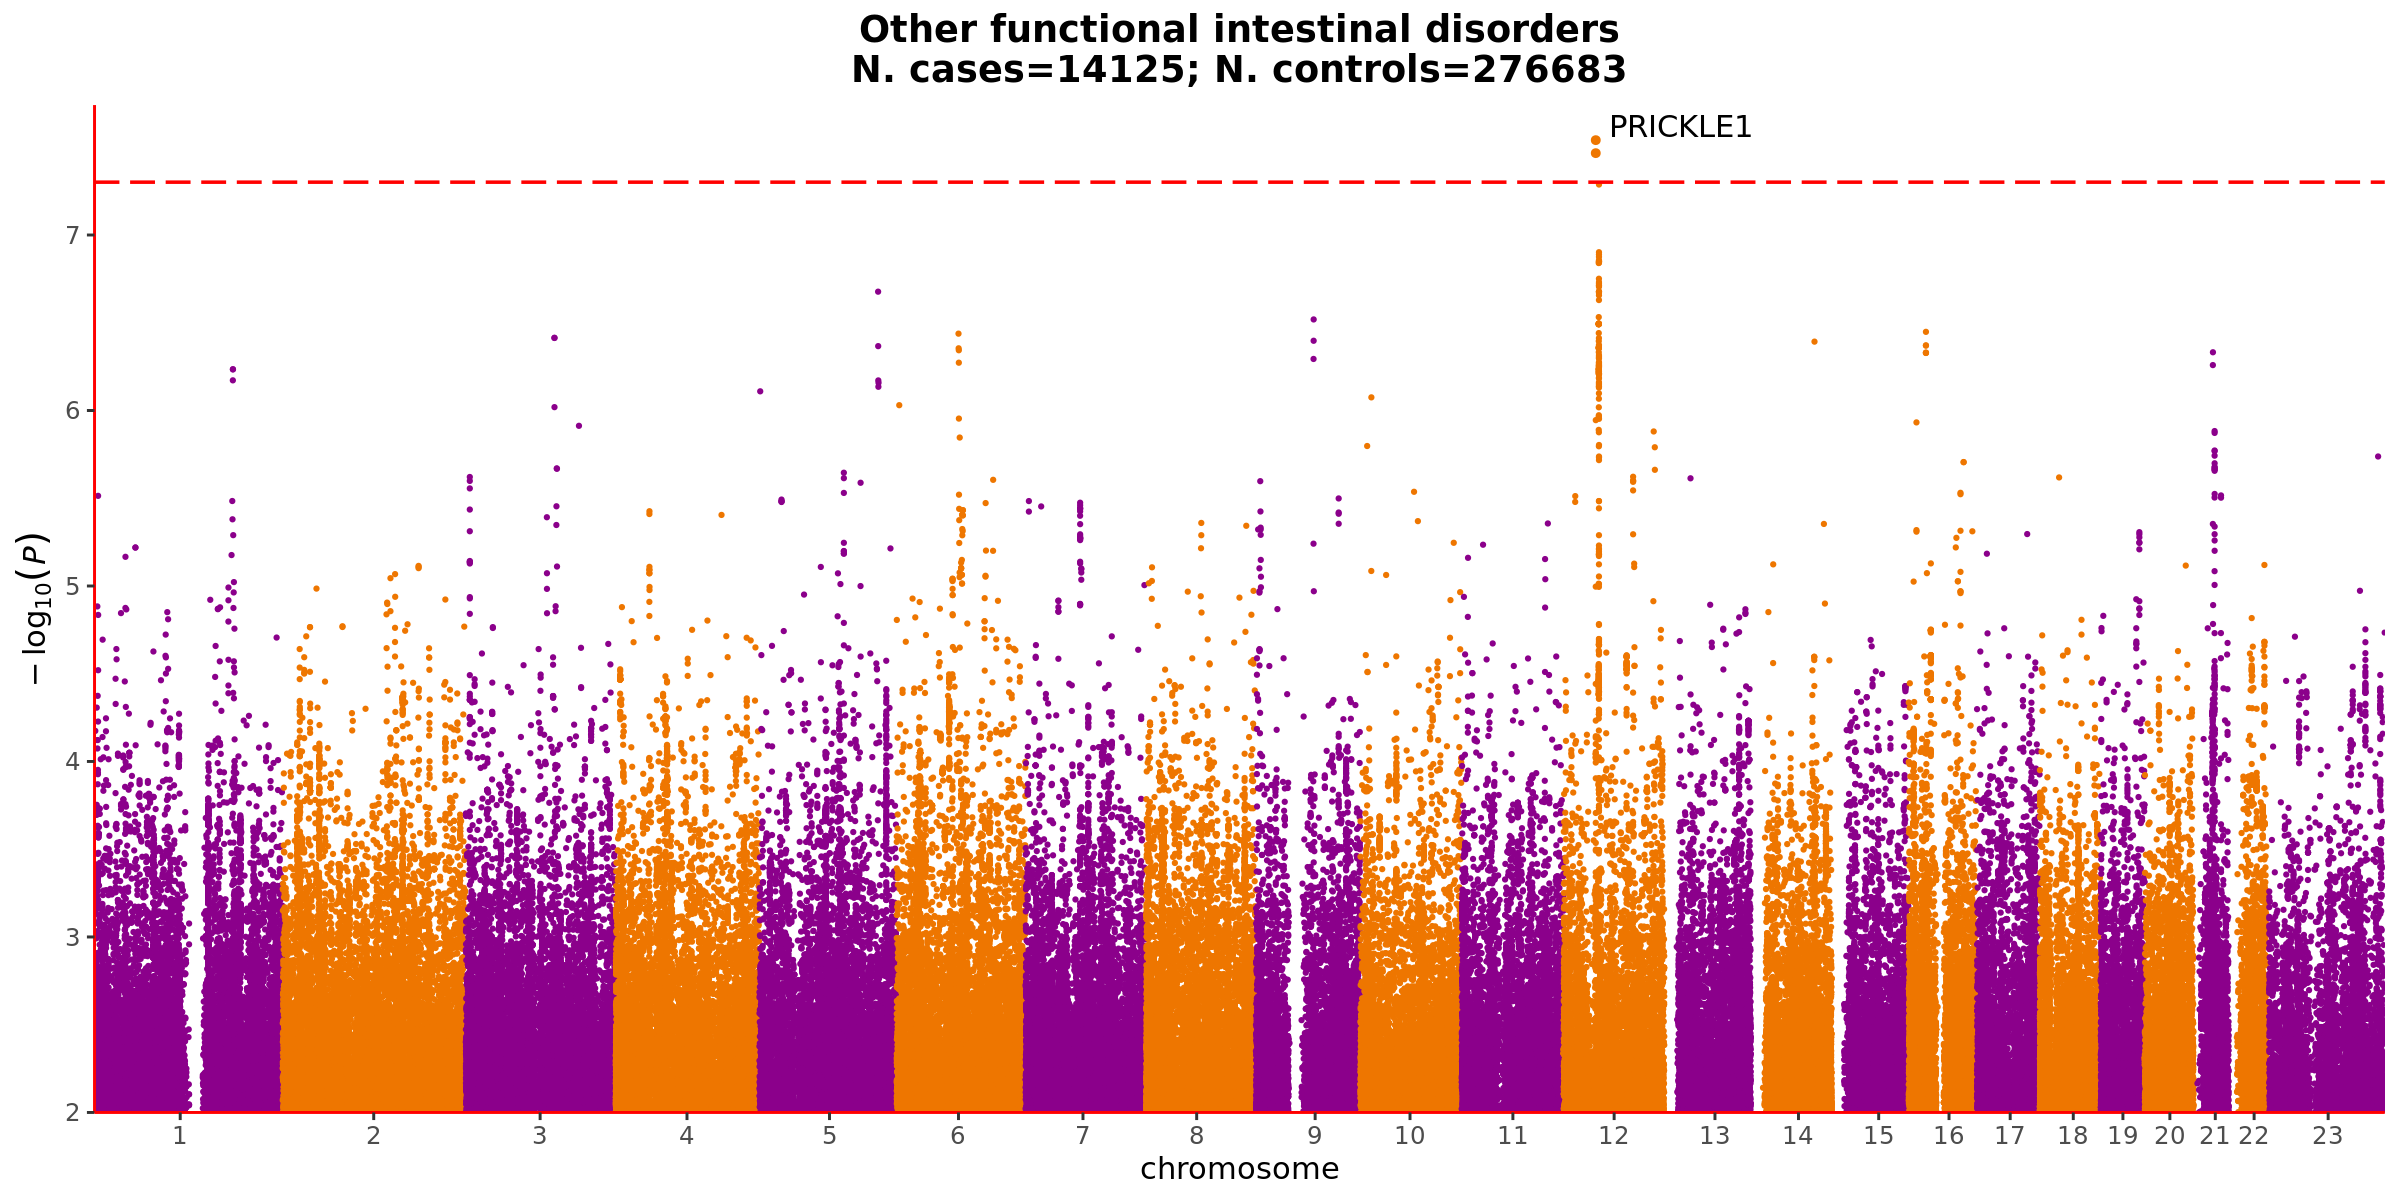 Other functional intestinal disorders
N. cases=14125; N. controls=276683
PRICKLE1
7
6
5
4
3
2
− log₁₀(P)
1 2 3 4 5 6 7 8 9 10 11 12 13 14 15 16 17 18 19 20 21 22 23
chromosome